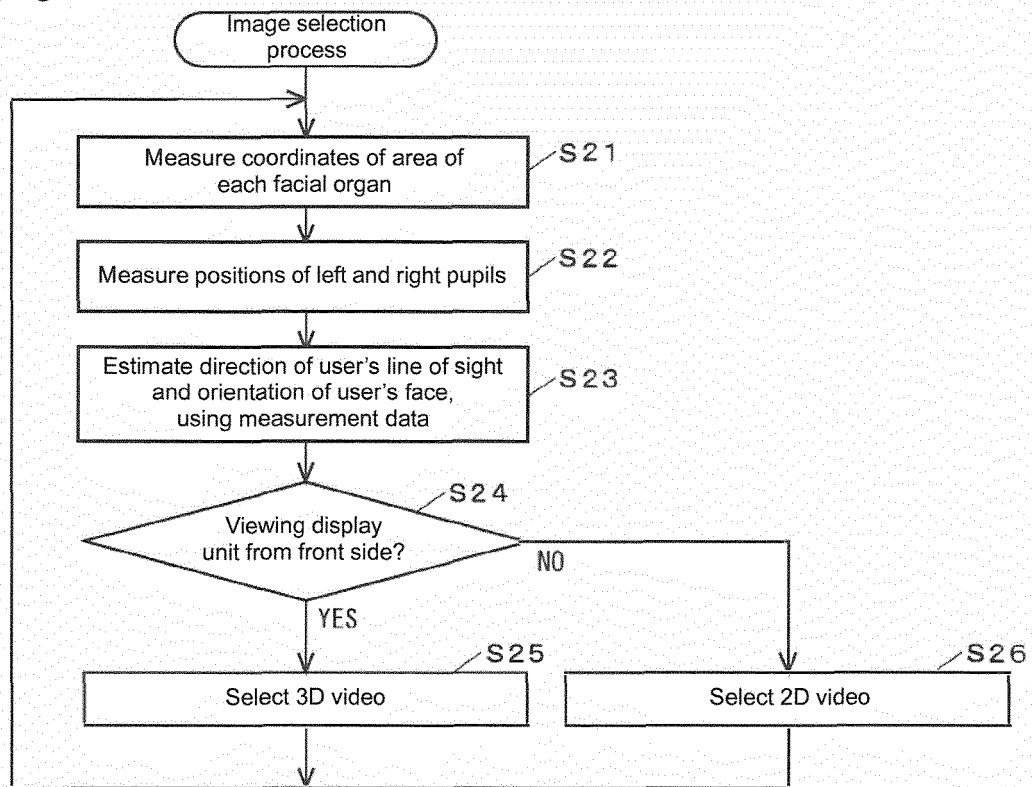 Image selection
process
Measure coordinates of area of
each facial organ
S21
Measure positions of left and right pupils
S22
Estimate direction of user's line of sight
and orientation of user's face,
using measurement data
S23
S24
Viewing display
unit from front side?
NO
YES
S25
Select 3D video
S26
Select 2D video